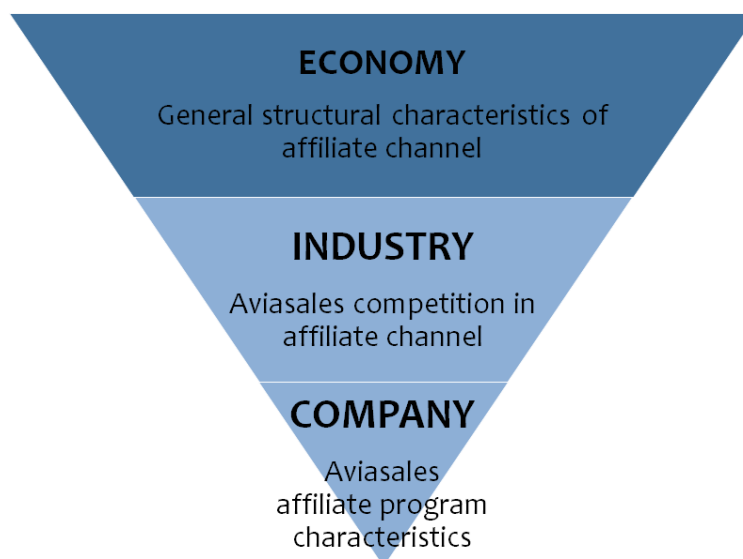 ECONOMY
General structural characteristics of
affiliate channel
INDUSTRY
Aviasales competition in
affiliate channel
COMPANY
Aviasales
affiliate program
characteristics